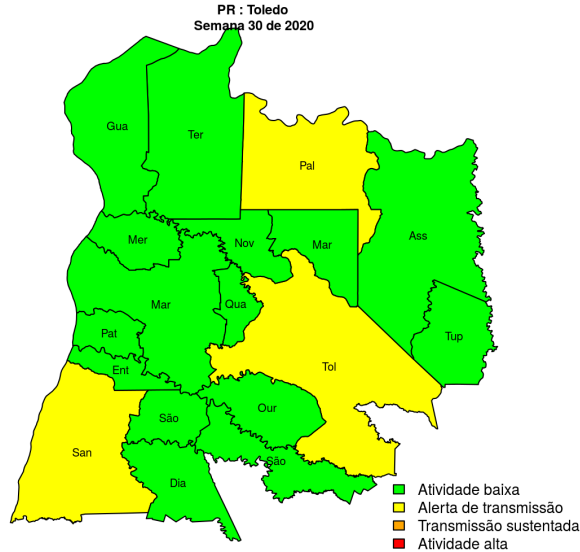 PR : Toledo
Semana 30 de 2020
Gua
Ter
Pal
Ass
Mer
Nov
Mar
Mar
Qua
Pat
Tup
Ent
Tol
Our
São
San
São
Dia
Atividade baixa
Alerta de transmissão
Transmissão sustentada
Atividade alta